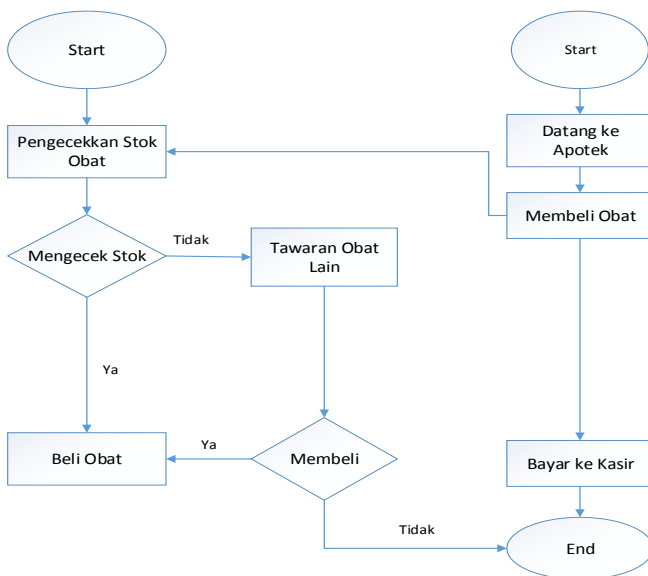 Start
Start
Pengecekkan Stok
Obat
Datang ke
Apotek
Membeli Obat
Mengecek Stok
Tidak
Tawaran Obat
Lain
Ya
Beli Obat
Ya
Membeli
Bayar ke Kasir
Tidak
End